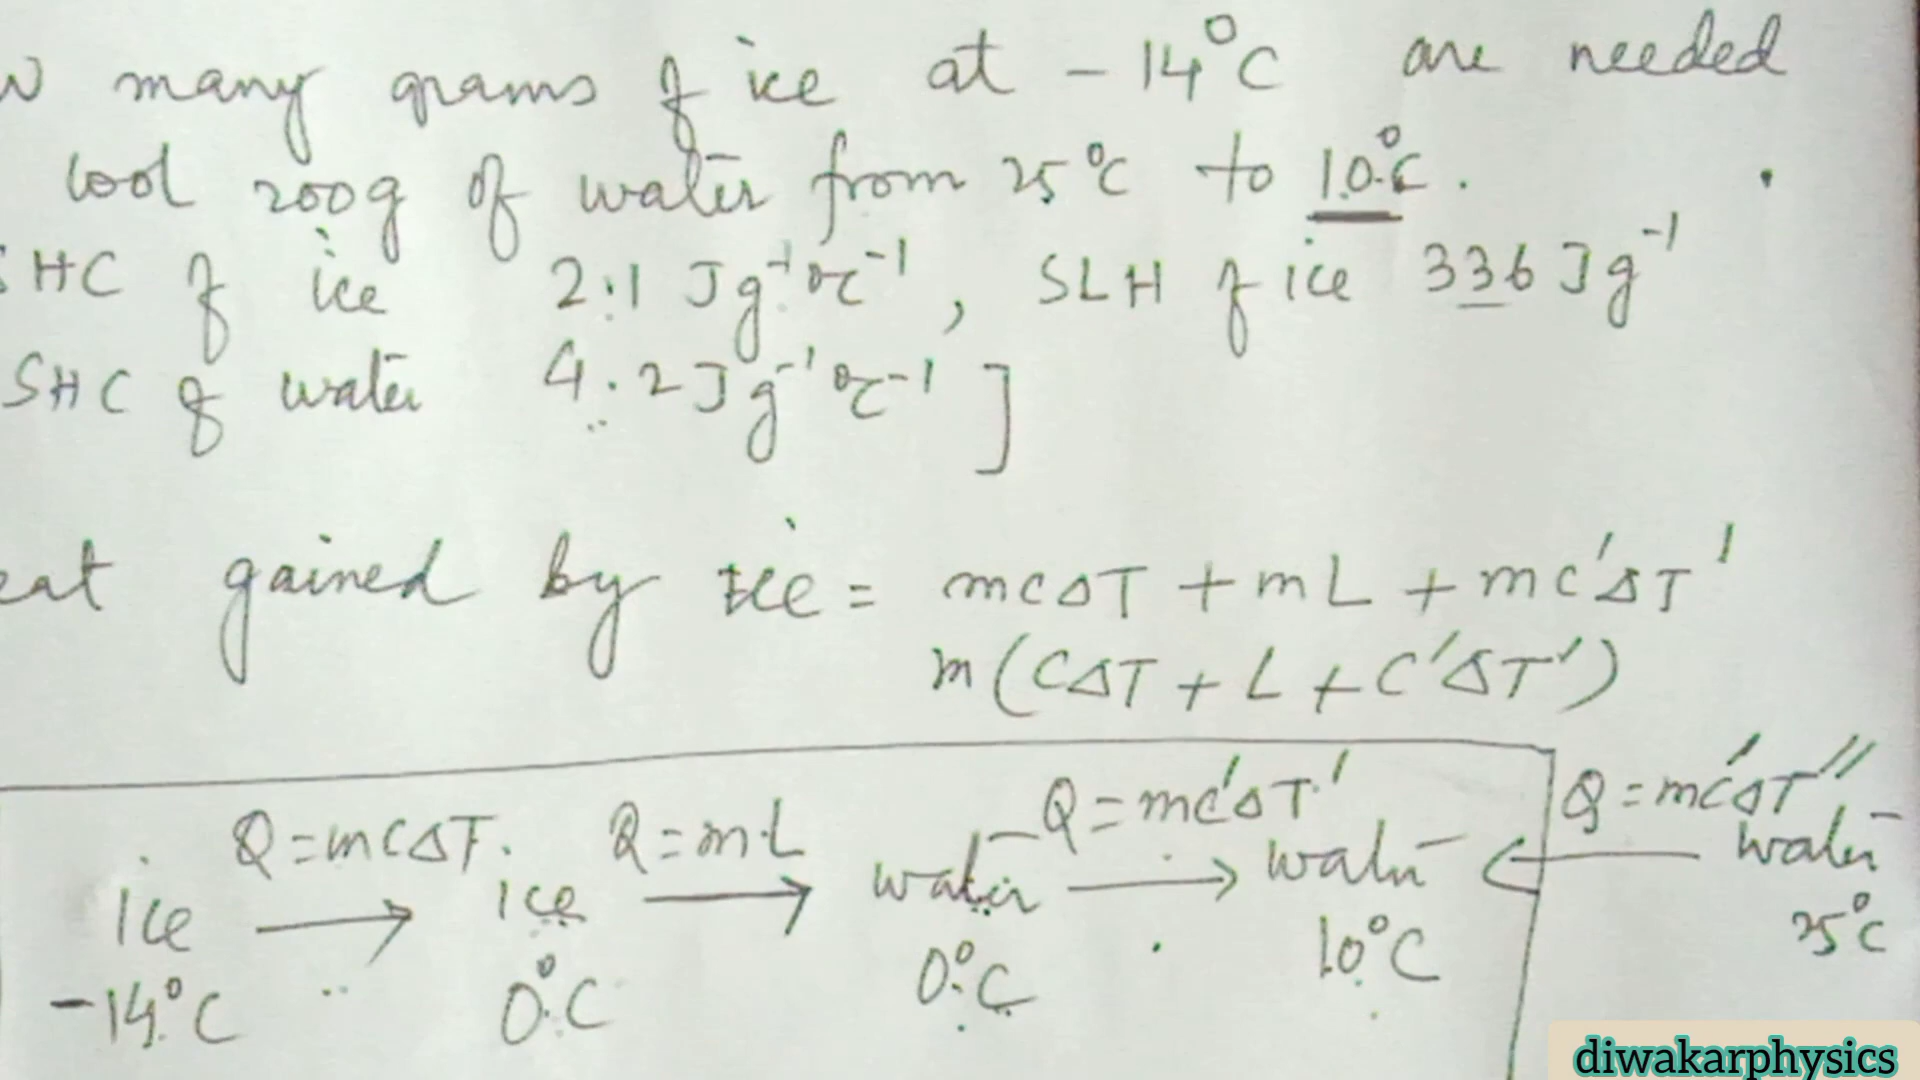 w many grams of ice at -14°C are needed
cool 200g of water from 25°C to 10°C.
SHC of ice 2.1 Jg⁻¹°C⁻¹, SLH of ice 336 Jg⁻¹
SHC of water 4.2 Jg⁻¹°C⁻¹ ]
eat gained by ice = mcΔT + mL + mc'ΔT'
m(CΔT + L + C'ΔT')
Q = mcΔT. Q = mL Q = mc'ΔT' Q = mc'ΔT''
ice → ice → water → water ← water
-14°C 0°C 0°C 10°C 25°C
diwakarphysics